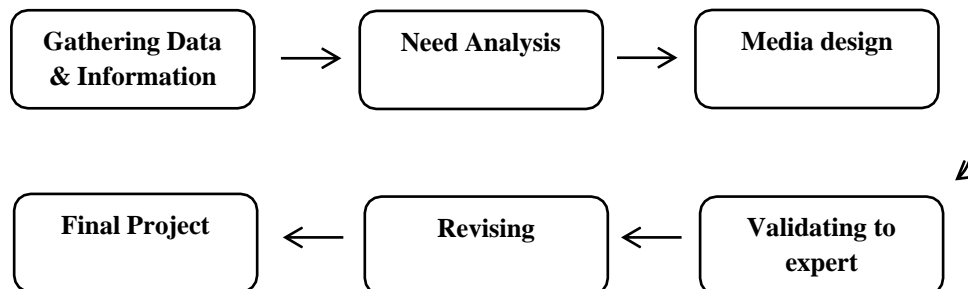 Gathering Data
& Information
Need Analysis
Media design
Validating to
expert
Revising
Final Project